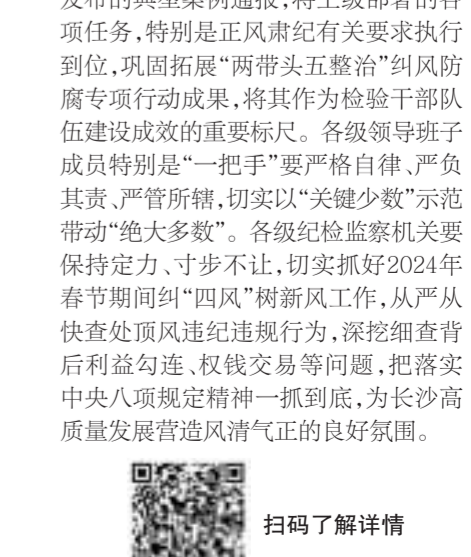 发布的典型案例通报,将上级部署的各
项任务,特别是正风肃纪有关要求执行
到位,巩固拓展“两带头五整治”纠风防
腐专项行动成果,将其作为检验干部队
伍建设成效的重要标尺。各级领导班子
成员特别是“一把手”要严格自律、严负
其责、严管所辖,切实以“关键少数”示范
带动“绝大多数”。各级纪检监察机关要
保持定力、寸步不让,切实抓好2024年
春节期间纠“四风”树新风工作,从严从
快查处顶风违纪违规行为,深挖细查背
后利益勾连、权钱交易等问题,把落实
中央八项规定精神一抓到底,为长沙高
质量发展营造风清气正的良好氛围。
扫码了解详情